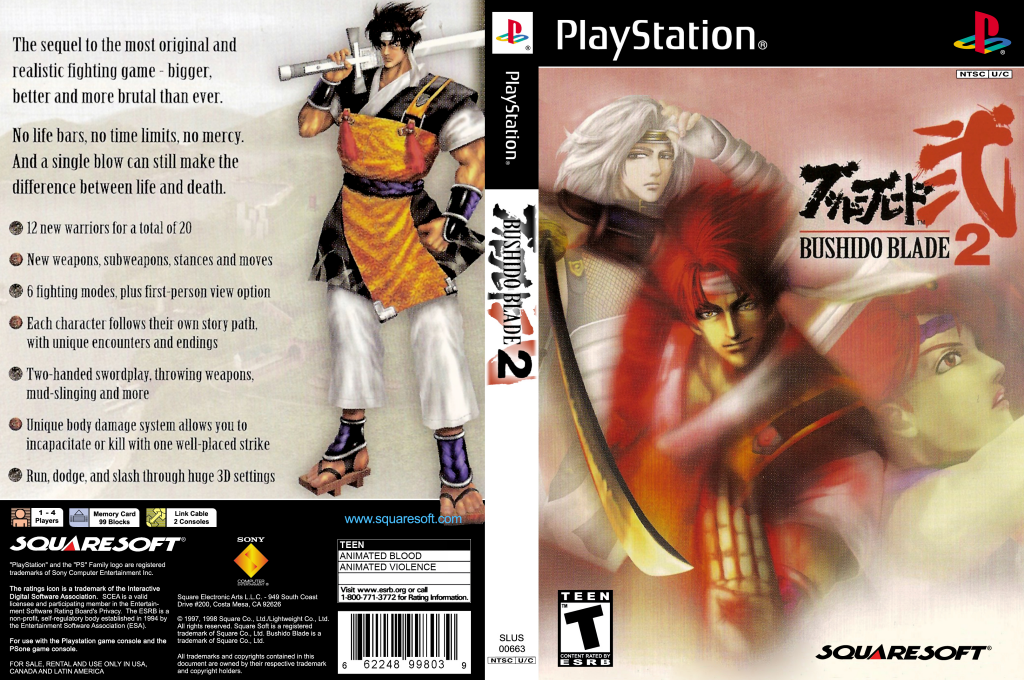 The sequel to the most original and
realistic fighting game - bigger,
better and more brutal than ever.
No life bars, no time limits, no mercy.
And a single blow can still make the
difference between life and death.
12 new warriors for a total of 20
New weapons, subweapons, stances and moves
6 fighting modes, plus first-person view option
Each character follows their own story path,
with unique encounters and endings
Two-handed swordplay, throwing weapons,
mud-slinging and more
Unique body damage system allows you to
incapacitate or kill with one well-placed strike
Run, dodge, and slash through huge 3D settings
1 - 4
Players
Memory Card
99 Blocks
Link Cable
2 Consoles
www.squaresoft.com
SQUARESOFT®
"PlayStation" and the "PS" Family logo are registered
trademarks of Sony Computer Entertainment Inc.
The ratings icon is a trademark of the Interactive
Digital Software Association. SCEA is a valid
licensee and participating member in the Entertain-
ment Software Rating Board's Privacy. The ESRB is a
non-profit, self-regulatory body established in 1994 by
the Entertainment Software Association (ESA).
For use with the Playstation game console and the
PSone game console.
FOR SALE, RENTAL AND USE ONLY IN USA,
CANADA AND LATIN AMERICA
SONY
COMPUTER
ENTERTAINMENT®
Square Electronic Arts L.L.C. - 949 South Coast
Drive #200, Costa Mesa, CA 92626
© 1997, 1998 Square Co., Ltd./Lightweight Co., Ltd.
All rights reserved. Square Soft is a registered
trademark of Square Co., Ltd. Bushido Blade is a
trademark of Square Co., Ltd.
All trademarks and copyrights contained in this
document are owned by their respective trademark
and copyright holders.
TEEN
ANIMATED BLOOD
ANIMATED VIOLENCE
Visit www.esrb.org or call
1-800-771-3772 for Rating Information.
6 62248 99803 9
PlayStation®
ブシドーブレード弐
BUSHIDO BLADE 2
SLUS
00663
NTSC U/C
PlayStation®
NTSC U/C
ブシドーブレード弐
TM
BUSHIDO BLADE 2
TEEN
TM
T
CONTENT RATED BY
ESRB
SQUARESOFT®